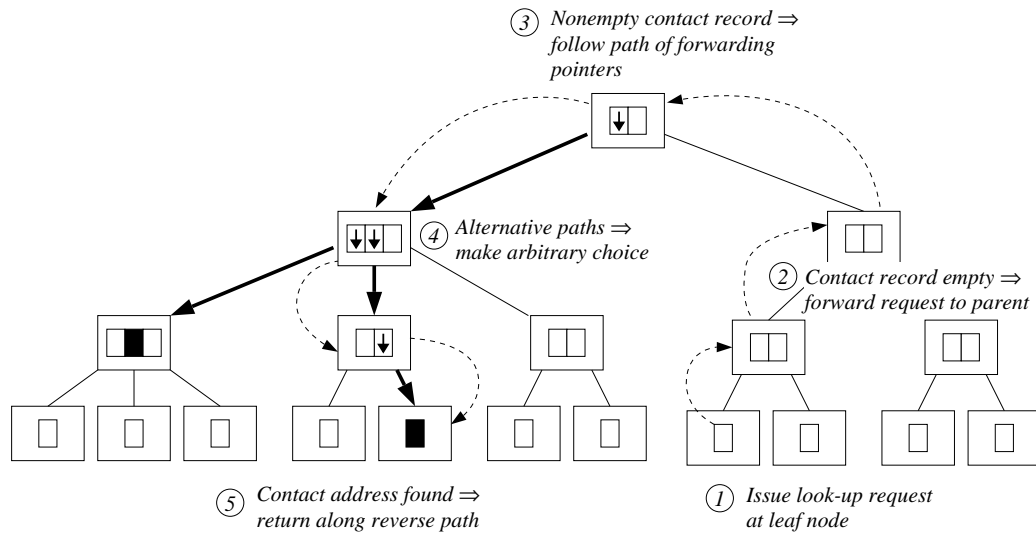 3 Nonempty contact record ⇒
follow path of forwarding
pointers
4 Alternative paths ⇒
make arbitrary choice
2 Contact record empty ⇒
forward request to parent
5 Contact address found ⇒
return along reverse path
1 Issue look-up request
at leaf node